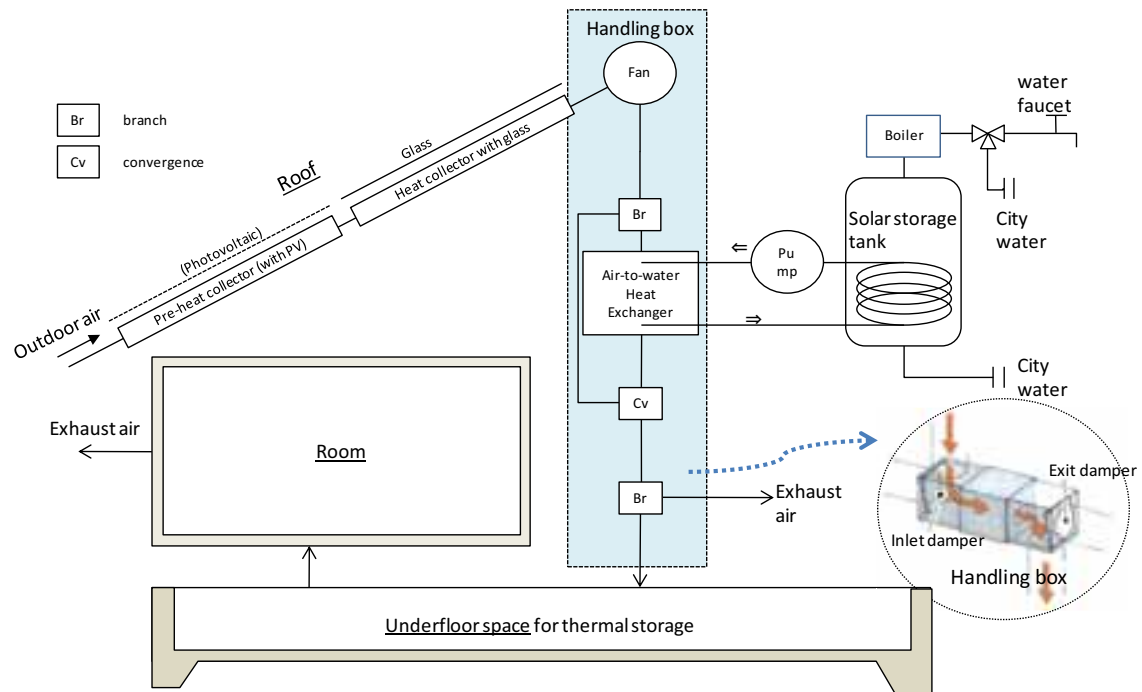 Handling box
Fan
Br
branch
Cv
convergence
Roof
Glass
Heat collector with glass
(Photovoltaic)
Pre-heat collector (with PV)
Outdoor air
water
faucet
Boiler
City
water
Solar storage
tank
Br
⇐
Pu
mp
Air-to-water
Heat
Exchanger
⇒
City
water
Cv
Exhaust air
Room
Br
Exhaust
air
Exit damper
Inlet damper
Handling box
Underfloor space for thermal storage